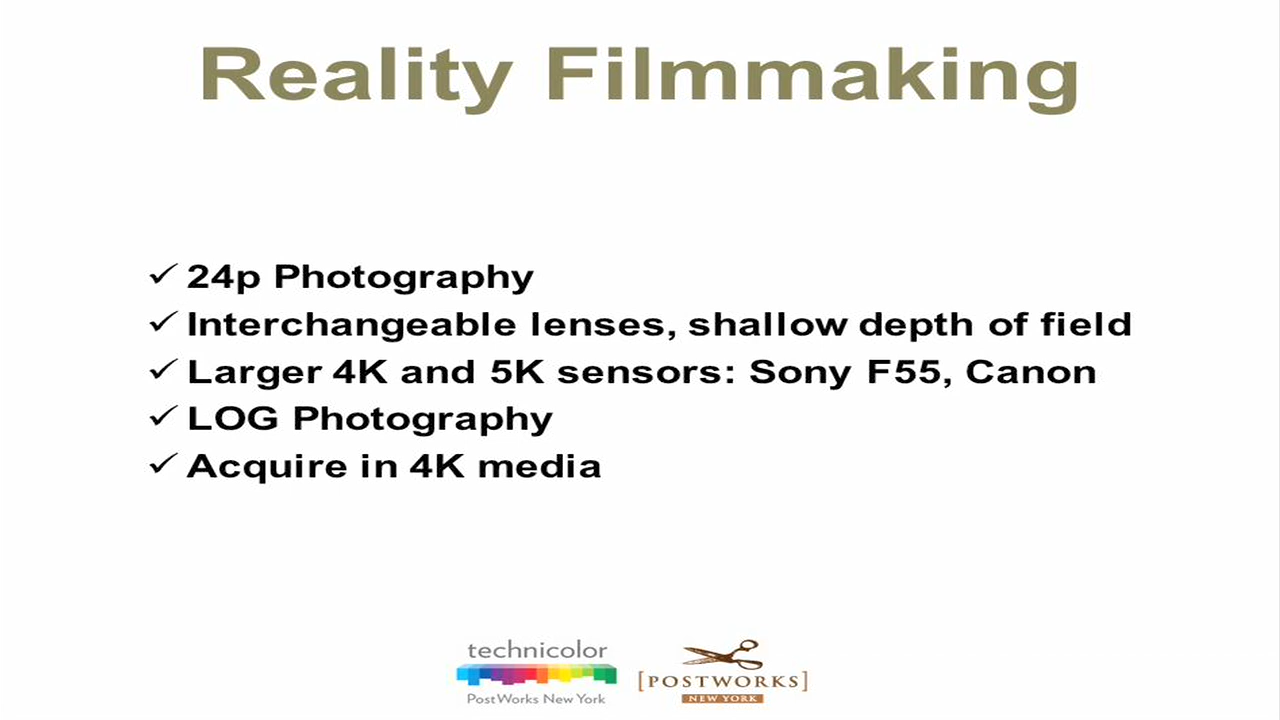 Reality Filmmaking
✓ 24p Photography
✓ Interchangeable lenses, shallow depth of field
✓ Larger 4K and 5K sensors: Sony F55, Canon
✓ LOG Photography
✓ Acquire in 4K media
technicolor
PostWorks New York
[POSTWORKS]
NEW YORK